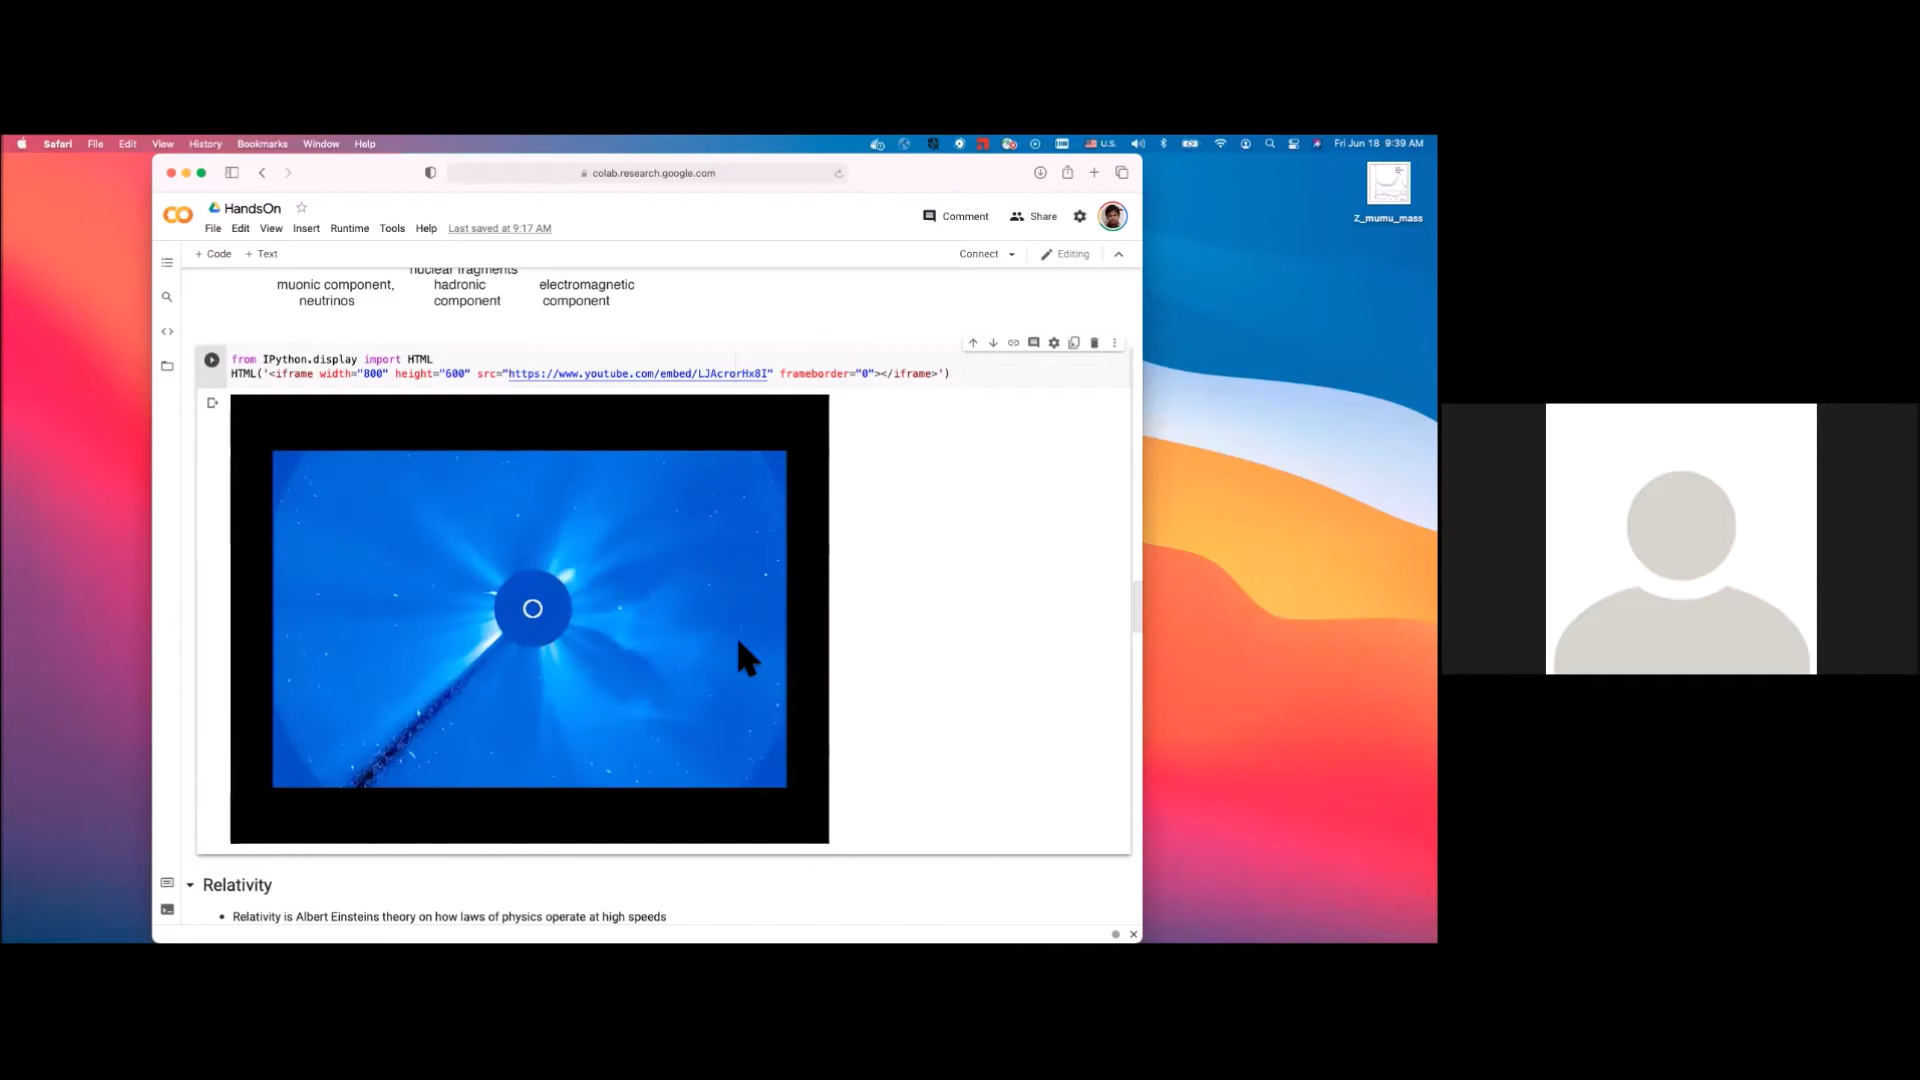 Safari File Edit View History Bookmarks Window Help U.S. Fri Jun 18 9:39 AM
colab.research.google.com
Z_mumu_mass
CO HandsOn
Comment Share
File Edit View Insert Runtime Tools Help Last saved at 9:17 AM
+ Code + Text Connect Editing
nuclear fragments
muonic component, hadronic electromagnetic
neutrinos component component
from IPython.display import HTML
HTML('<iframe width="800" height="600" src="https://www.youtube.com/embed/LJAcrorHx8I" frameborder="0"></iframe>')
Relativity
• Relativity is Albert Einsteins theory on how laws of physics operate at high speeds